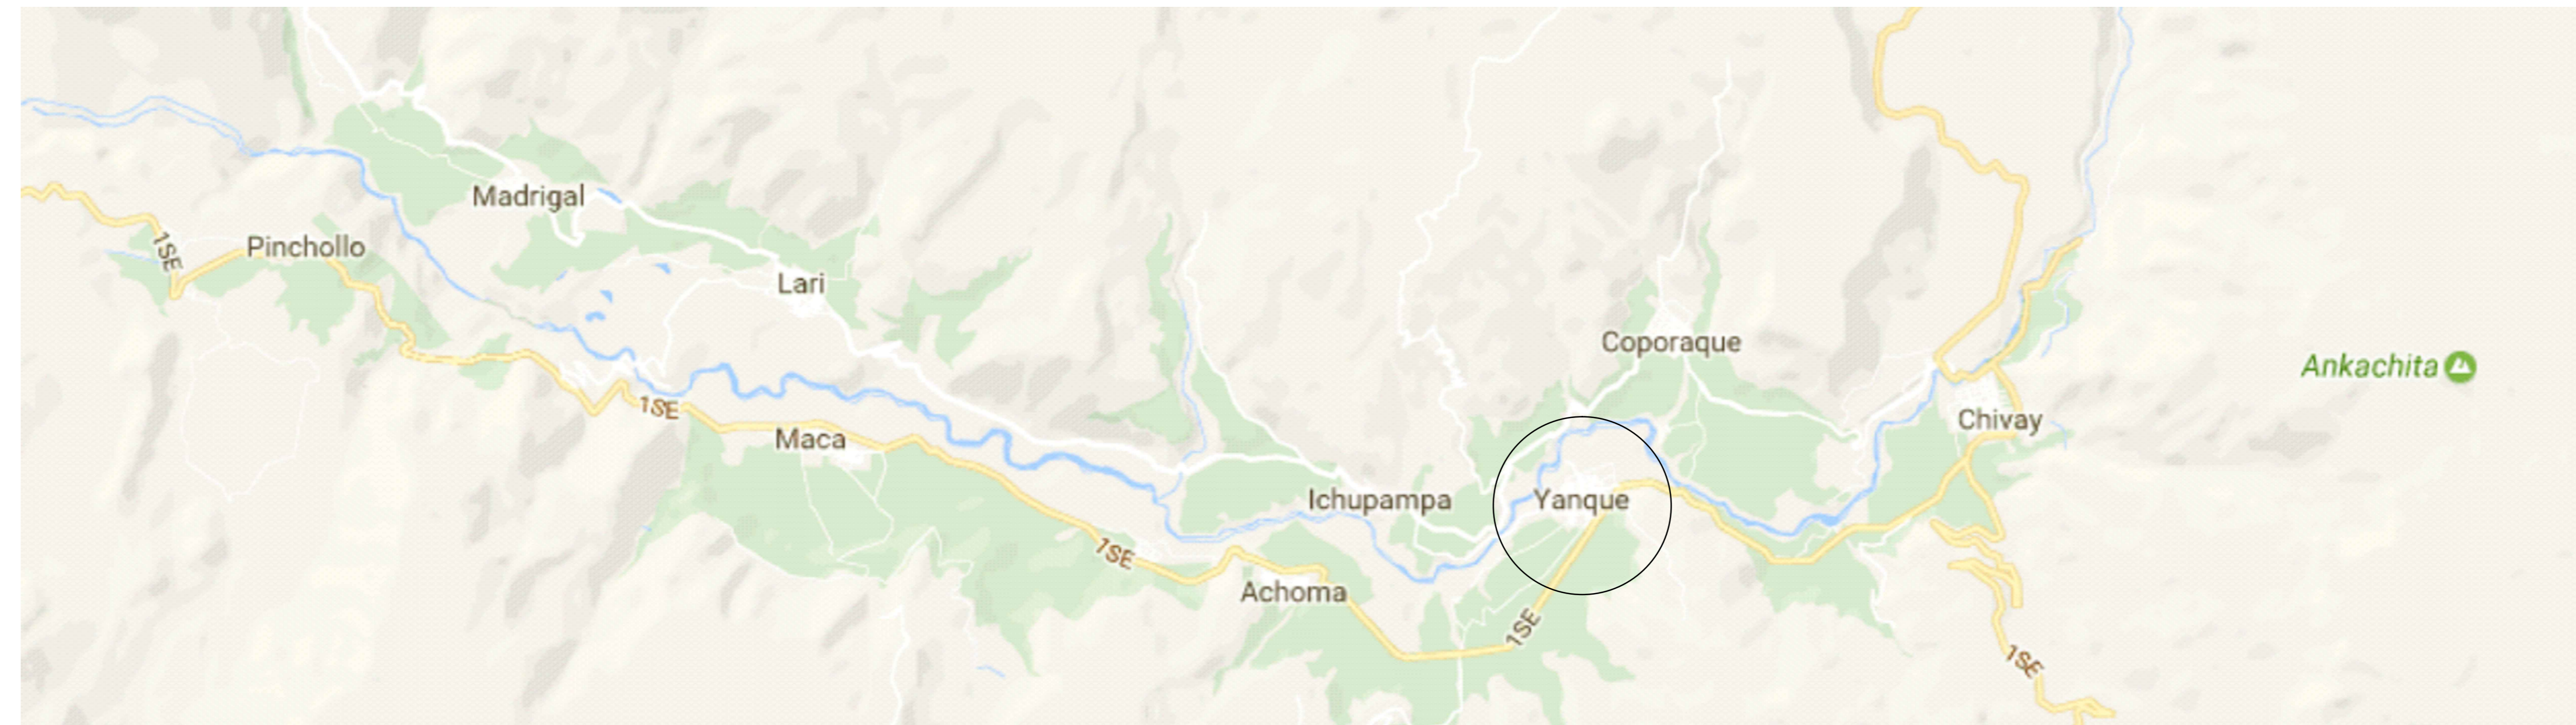 Madrigal
1SE
Pinchollo
Lari
Coporaque
Ankachita
1SE
Maca
Chivay
Ichupampa
Yanque
1SE
Achoma
1SE
1SE